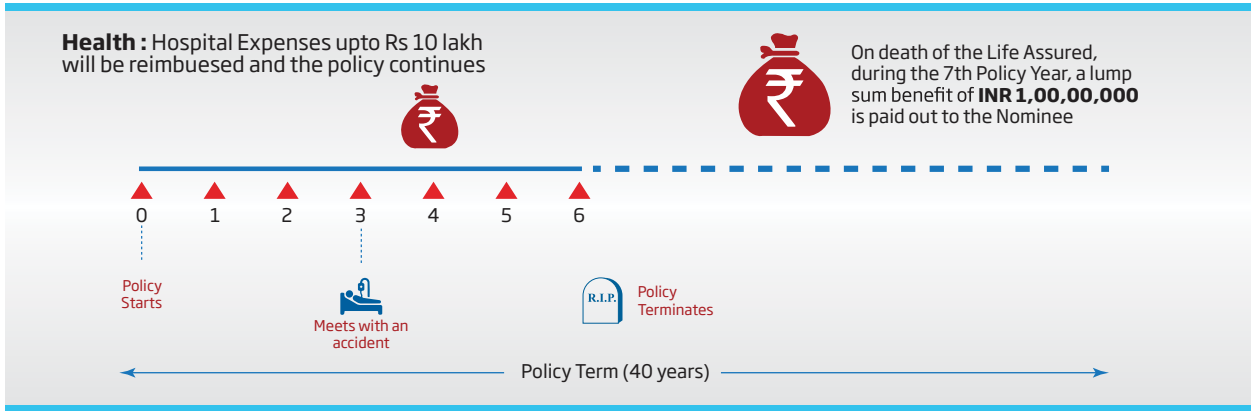 Health : Hospital Expenses upto Rs 10 lakh
will be reimbuesed and the policy continues
₹
₹
On death of the Life Assured,
during the 7th Policy Year, a lump
sum benefit of INR 1,00,00,000
is paid out to the Nominee
0 1 2 3 4 5 6
Policy
Starts
Meets with an
accident
R.I.P.
Policy
Terminates
Policy Term (40 years)